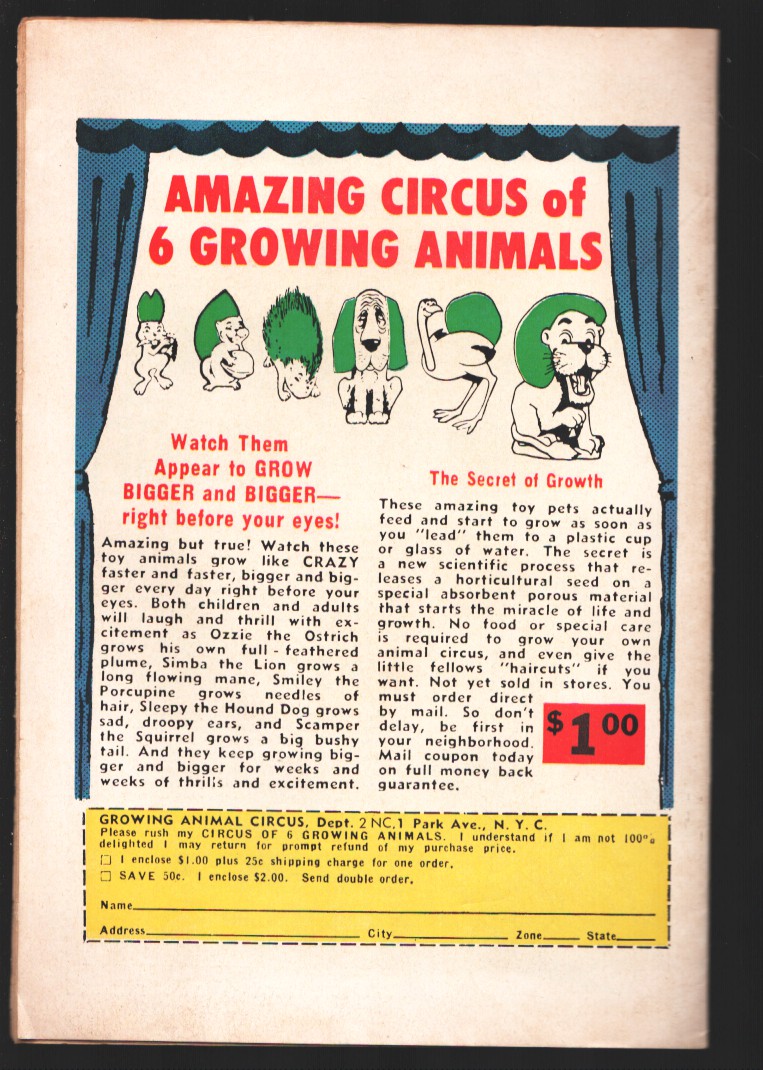 AMAZING CIRCUS of
6 GROWING ANIMALS
Watch Them
Appear to GROW
BIGGER and BIGGER—
right before your eyes!
Amazing but true! Watch these
toy animals grow like CRAZY
faster and faster, bigger and big-
ger every day right before your
eyes. Both children and adults
will laugh and thrill with ex-
citement as Ozzie the Ostrich
grows his own full-feathered
plume, Simba the Lion grows a
long flowing mane, Smiley the
Porcupine grows needles of
hair, Sleepy the Hound Dog grows
sad, droopy ears, and Scamper
the Squirrel grows a big bushy
tail. And they keep growing big-
ger and bigger for weeks and
weeks of thrills and excitement.
The Secret of Growth
These amazing toy pets actually
feed and start to grow as soon as
you "lead" them to a plastic cup
or glass of water. The secret is
a new scientific process that re-
leases a horticultural seed on a
special absorbent porous material
that starts the miracle of life and
growth. No food or special care
is required to grow your own
animal circus, and even give the
little fellows "haircuts" if you
want. Not yet sold in stores. You
must order direct
by mail. So don't
delay, be first in
your neighborhood.
Mail coupon today
on full money back
guarantee.
$1 00
GROWING ANIMAL CIRCUS, Dept. 2 NC,1 Park Ave., N. Y. C.
Please rush my CIRCUS OF 6 GROWING ANIMALS. I understand if I am not 100%
delighted I may return for prompt refund of my purchase price.
☐ I enclose $1.00 plus 25c shipping charge for one order.
☐ SAVE 50c. I enclose $2.00. Send double order.
Name
Address City Zone State